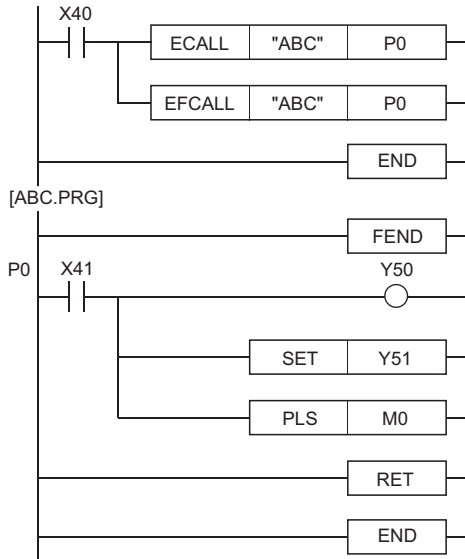 X40
ECALL "ABC" P0
EFCALL "ABC" P0
END
[ABC.PRG]
FEND
P0 X41 Y50
SET Y51
PLS M0
RET
END